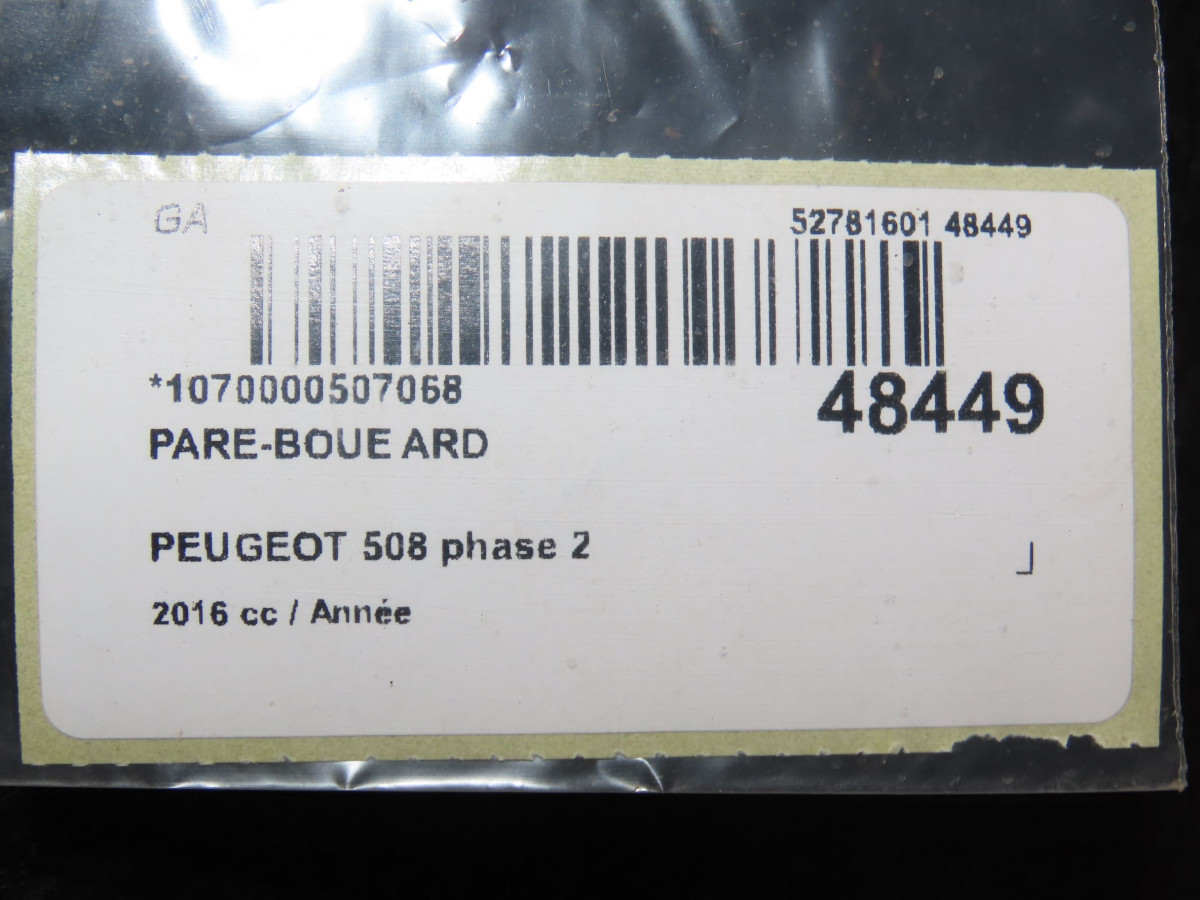 GA
52781601 48449
*1070000507068
48449
PARE-BOUE ARD
PEUGEOT 508 phase 2
2016 cc / Année